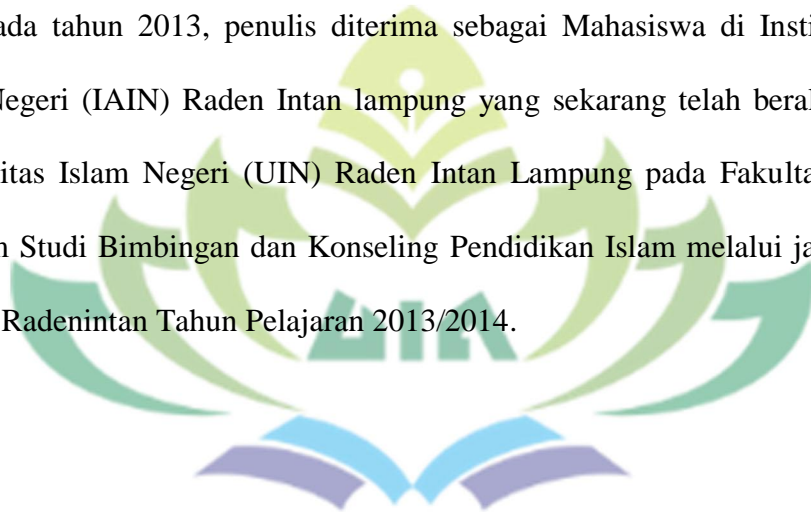 ada tahun 2013, penulis diterima sebagai Mahasiswa di Insti
Negeri (IAIN) Raden Intan lampung yang sekarang telah beral
itas Islam Negeri (UIN) Raden Intan Lampung pada Fakulta
n Studi Bimbingan dan Konseling Pendidikan Islam melalui ja
Radenintan Tahun Pelajaran 2013/2014.
UIN